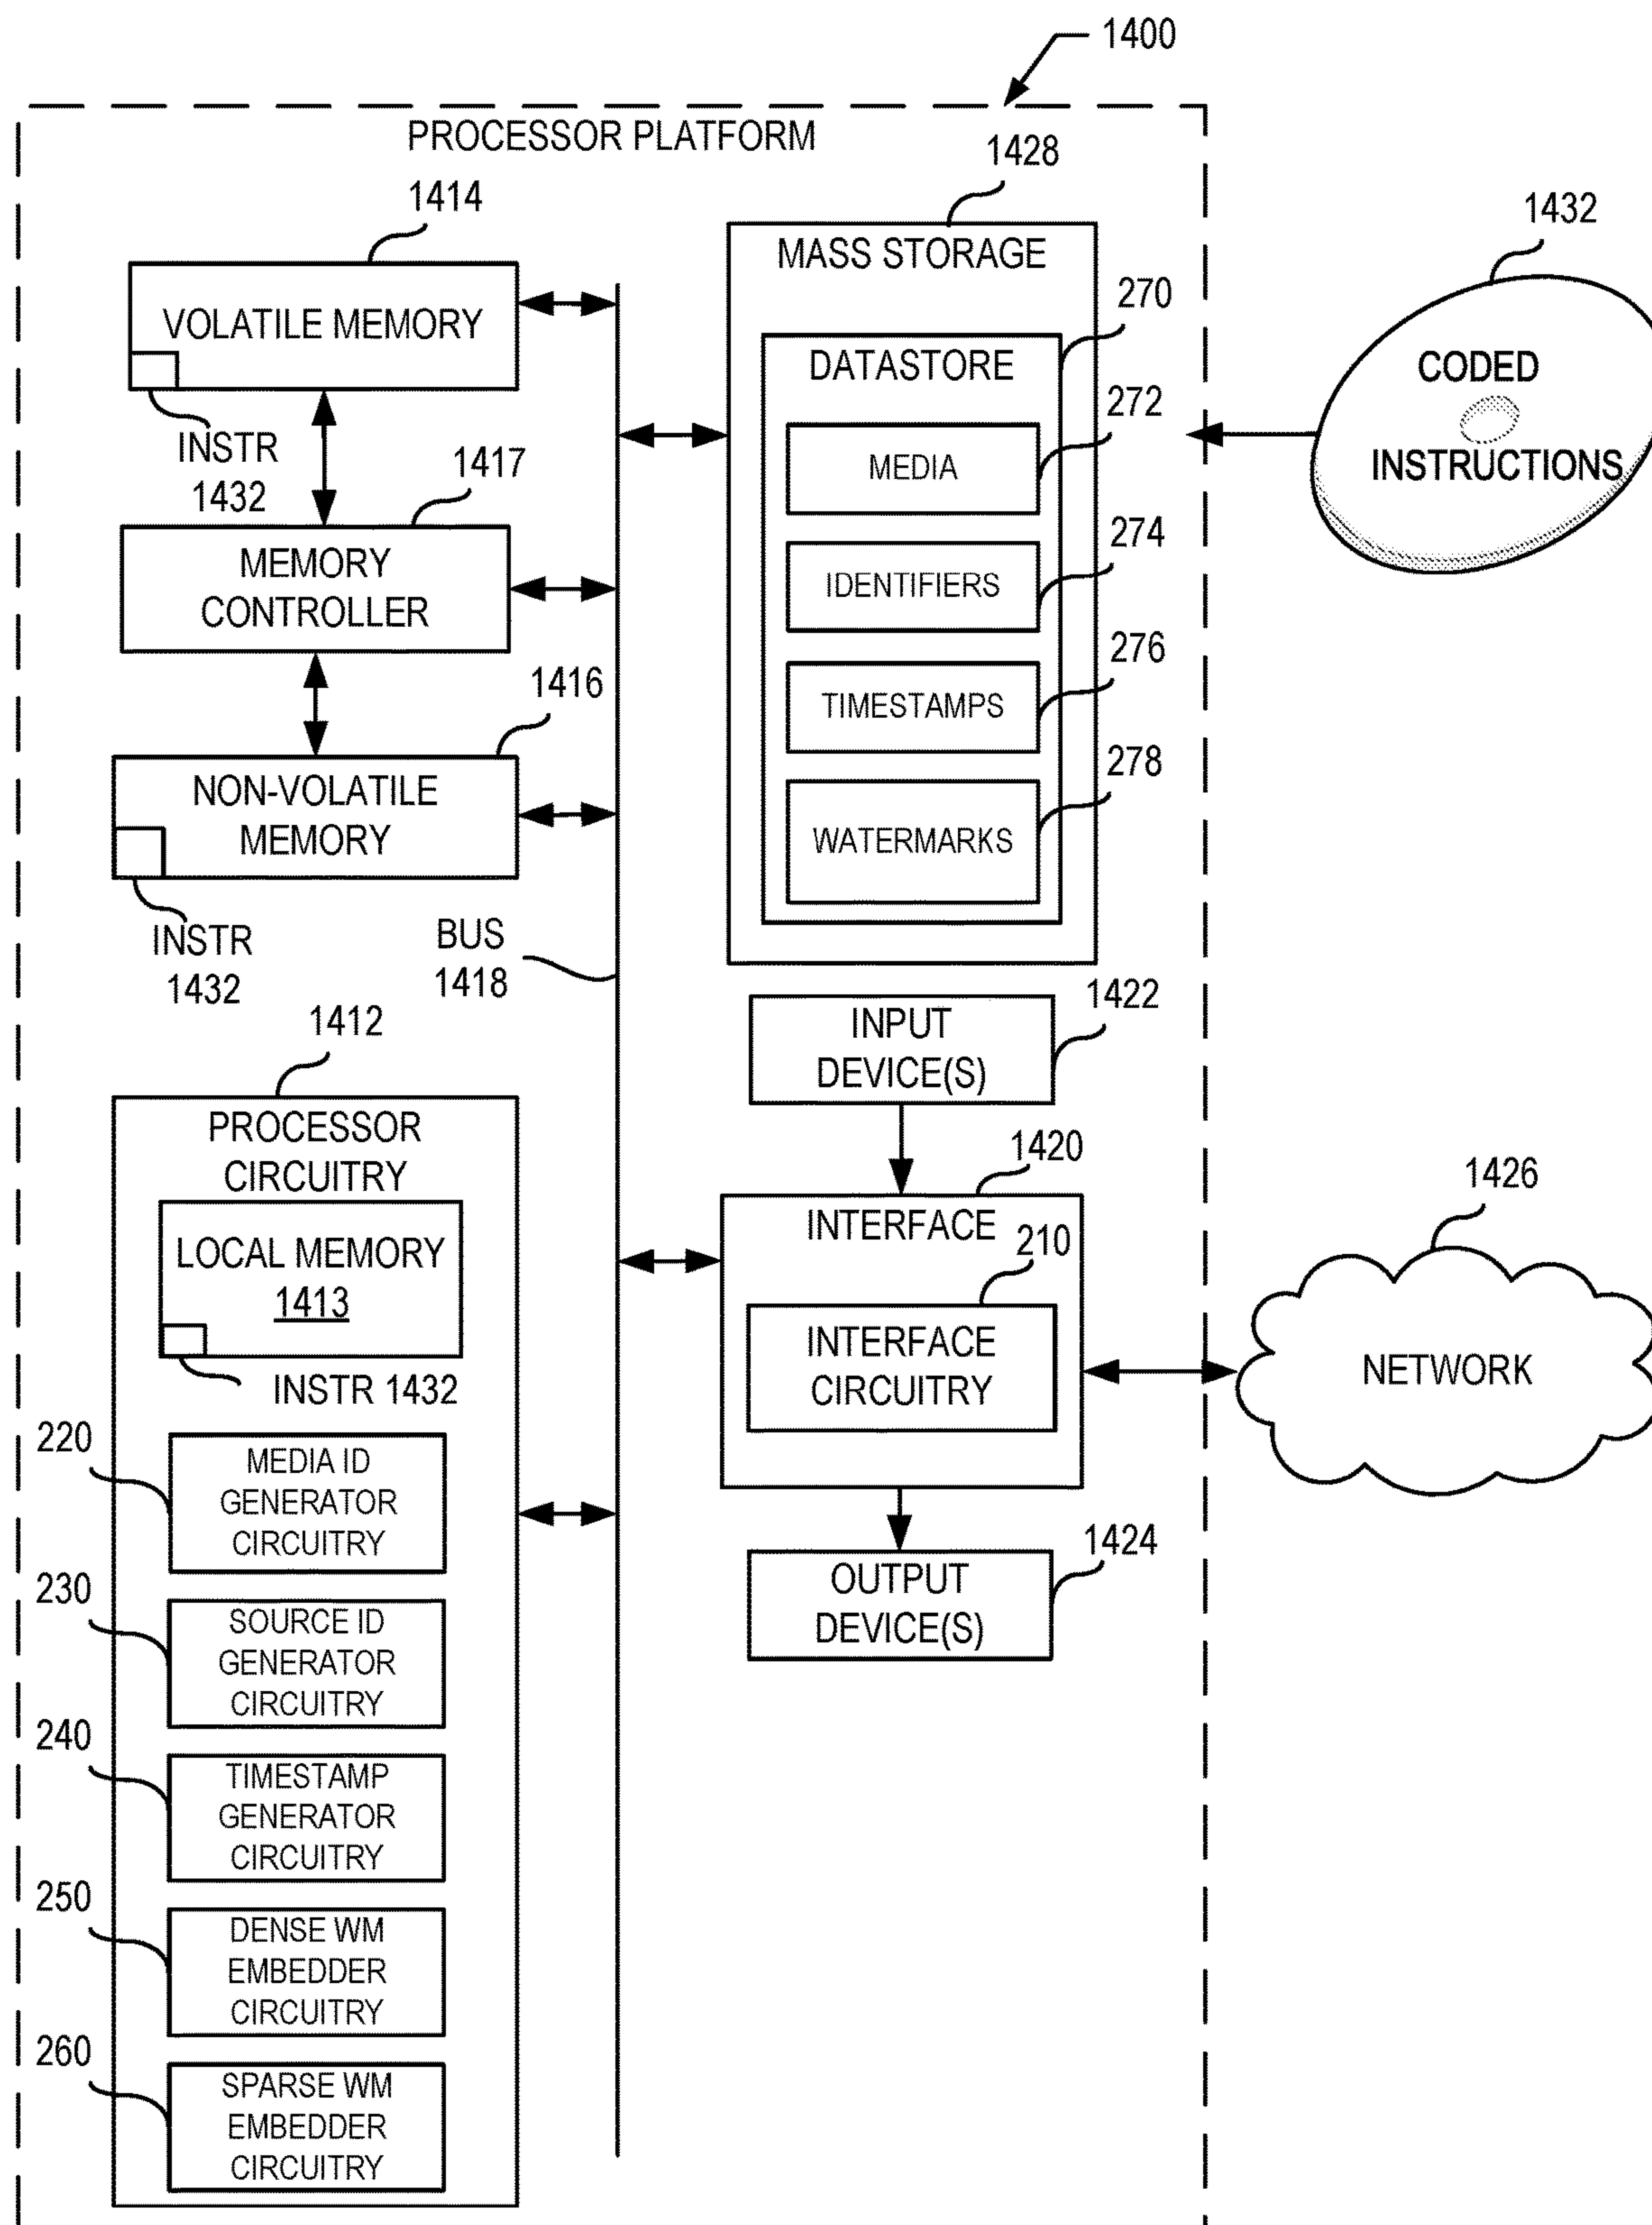 1400
PROCESSOR PLATFORM
1414
VOLATILE MEMORY
INSTR
1432
1417
MEMORY
CONTROLLER
1416
NON-VOLATILE
MEMORY
INSTR
1432
BUS
1418
1412
PROCESSOR
CIRCUITRY
LOCAL MEMORY
1413
INSTR 1432
220
MEDIA ID
GENERATOR
CIRCUITRY
230
SOURCE ID
GENERATOR
CIRCUITRY
240
TIMESTAMP
GENERATOR
CIRCUITRY
250
DENSE WM
EMBEDDER
CIRCUITRY
260
SPARSE WM
EMBEDDER
CIRCUITRY
1428
MASS STORAGE
270
DATASTORE
272
MEDIA
274
IDENTIFIERS
276
TIMESTAMPS
278
WATERMARKS
1422
INPUT
DEVICE(S)
1420
INTERFACE
210
INTERFACE
CIRCUITRY
1424
OUTPUT
DEVICE(S)
1432
CODED
INSTRUCTIONS
1426
NETWORK